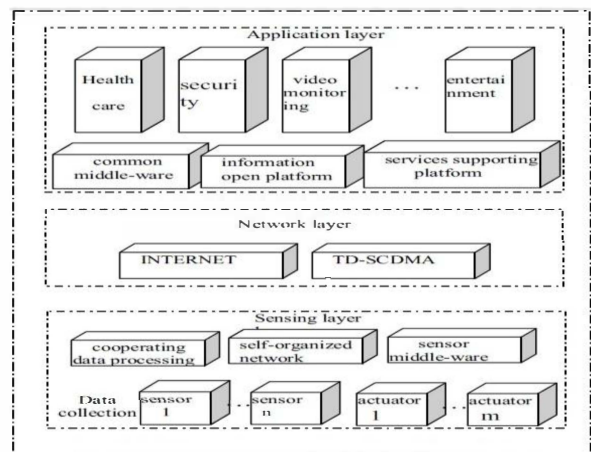 Application layer
Health care
securi ty
video monitor ing
...
entertai nment
common middle-ware
information open platform
services supporting platform
Network layer
INTERNET
TD-SCDMA
Sensing layer
cooperating data processing
self-organized network
sensor middle-ware
Data collection
sensor 1
...
sensor n
actuator 1
...
actuator m